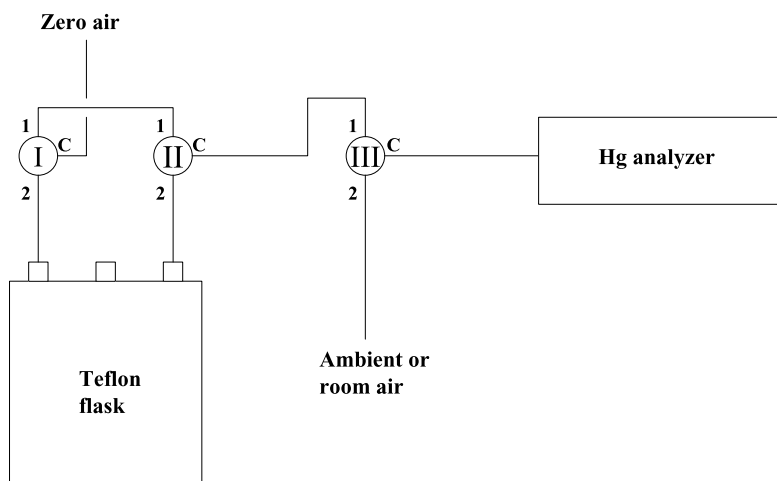 Zero air
1
C
I
2
1
C
II
2
1
C
III
2
Hg analyzer
Teflon
flask
Ambient or
room air